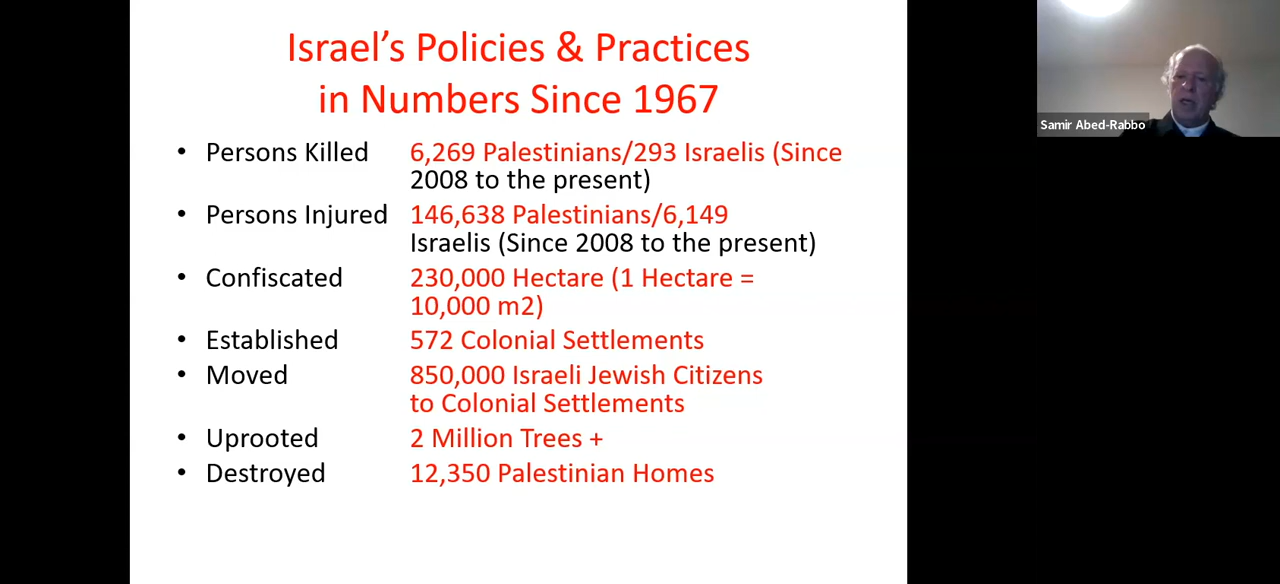 Israel’s Policies & Practices
in Numbers Since 1967
• Persons Killed 6,269 Palestinians/293 Israelis (Since
2008 to the present)
• Persons Injured 146,638 Palestinians/6,149
Israelis (Since 2008 to the present)
• Confiscated 230,000 Hectare (1 Hectare =
10,000 m2)
• Established 572 Colonial Settlements
• Moved 850,000 Israeli Jewish Citizens
to Colonial Settlements
• Uprooted 2 Million Trees +
• Destroyed 12,350 Palestinian Homes
Samir Abed-Rabbo